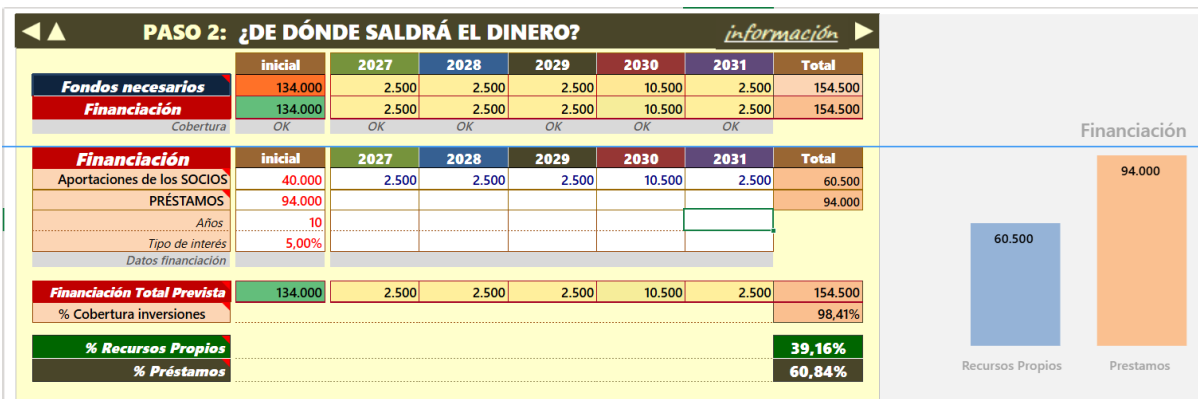 PASO 2: ¿DE DÓNDE SALDRÁ EL DINERO? información
inicial 2027 2028 2029 2030 2031 Total
Fondos necesarios 134.000 2.500 2.500 2.500 10.500 2.500 154.500
Financiación 134.000 2.500 2.500 2.500 10.500 2.500 154.500
Cobertura OK OK OK OK OK OK
Financiación inicial 2027 2028 2029 2030 2031 Total
Aportaciones de los SOCIOS 40.000 2.500 2.500 2.500 10.500 2.500 60.500
PRÉSTAMOS 94.000 94.000
Años 10
Tipo de interés 5,00%
Datos financiación
Financiación Total Prevista 134.000 2.500 2.500 2.500 10.500 2.500 154.500
% Cobertura inversiones 98,41%
% Recursos Propios 39,16%
% Préstamos 60,84%
Financiación
94.000
60.500
Recursos Propios Prestamos